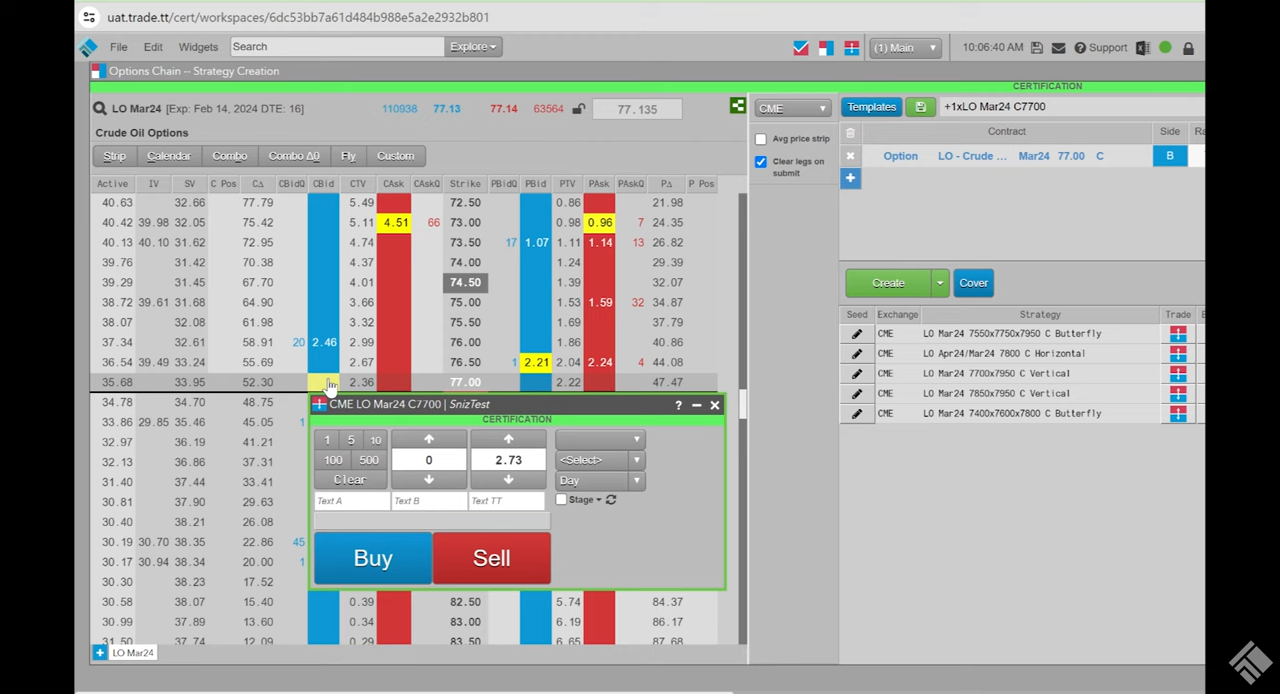 uat.trade.tt/cert/workspaces/6dc53bb7a61d484b988e5a2e2932b801
File Edit Widgets Search Explore (1) Main 10:06:40 AM Support
Options Chain -- Strategy Creation
CERTIFICATION
LO Mar24 [Exp: Feb 14, 2024 DTE: 16] 110938 77.13 77.14 63564 77.135
Crude Oil Options
Strip Calendar Combo Combo Δ0 Fly Custom
Active IV SV C Pos CΔ CBidQ CBid CTV CAsk CAskQ Strike PBidQ PBid PTV PAsk PAskQ PΔ P Pos
40.63 32.66 77.79 5.49 72.50 0.86 21.98
40.42 39.98 32.05 75.42 5.11 4.51 66 73.00 0.98 0.96 7 24.35
40.13 40.10 31.62 72.95 4.74 73.50 17 1.07 1.11 1.14 13 26.82
39.76 31.42 70.38 4.37 74.00 1.24 29.39
39.29 31.45 67.70 4.01 74.50 1.39 32.07
38.72 39.61 31.68 64.90 3.66 75.00 1.53 1.59 32 34.87
38.07 32.08 61.98 3.32 75.50 1.69 37.79
37.34 32.61 58.91 20 2.46 2.99 76.00 1.86 40.86
36.54 39.49 33.24 55.69 2.67 76.50 1 2.21 2.04 2.24 4 44.08
35.68 33.95 52.30 2.36 77.00 2.22 47.47
34.78 34.70 48.75
33.86 29.85 35.46 45.05 1
32.97 36.19 41.21
32.13 36.86 37.31
31.40 37.44 33.41
30.81 37.90 29.63
30.40 38.21 26.08
30.19 30.70 38.35 22.86 45
30.17 30.94 38.34 20.00 1
30.30 38.23 17.52
30.58 38.07 15.40 0.39 82.50 5.74 84.37
30.99 37.89 13.60 0.34 83.00 6.19 86.17
31.50 37.74 12.09 0.29 83.50 6.65 87.68
LO Mar24
CME LO Mar24 C7700 | SnizTest ?
CERTIFICATION
1 5 10
100 500 0 2.73 <Select>
Clear Day
Text A Text B Text TT Stage
Buy Sell
CME Templates +1xLO Mar24 C7700
Avg price strip
Clear legs on
submit
Contract Side Ra
Option LO - Crude ... Mar24 77.00 C B
Create Cover
Seed Exchange Strategy Trade
CME LO Mar24 7550x7750x7950 C Butterfly
CME LO Apr24/Mar24 7800 C Horizontal
CME LO Mar24 7700x7950 C Vertical
CME LO Mar24 7850x7950 C Vertical
CME LO Mar24 7400x7600x7800 C Butterfly